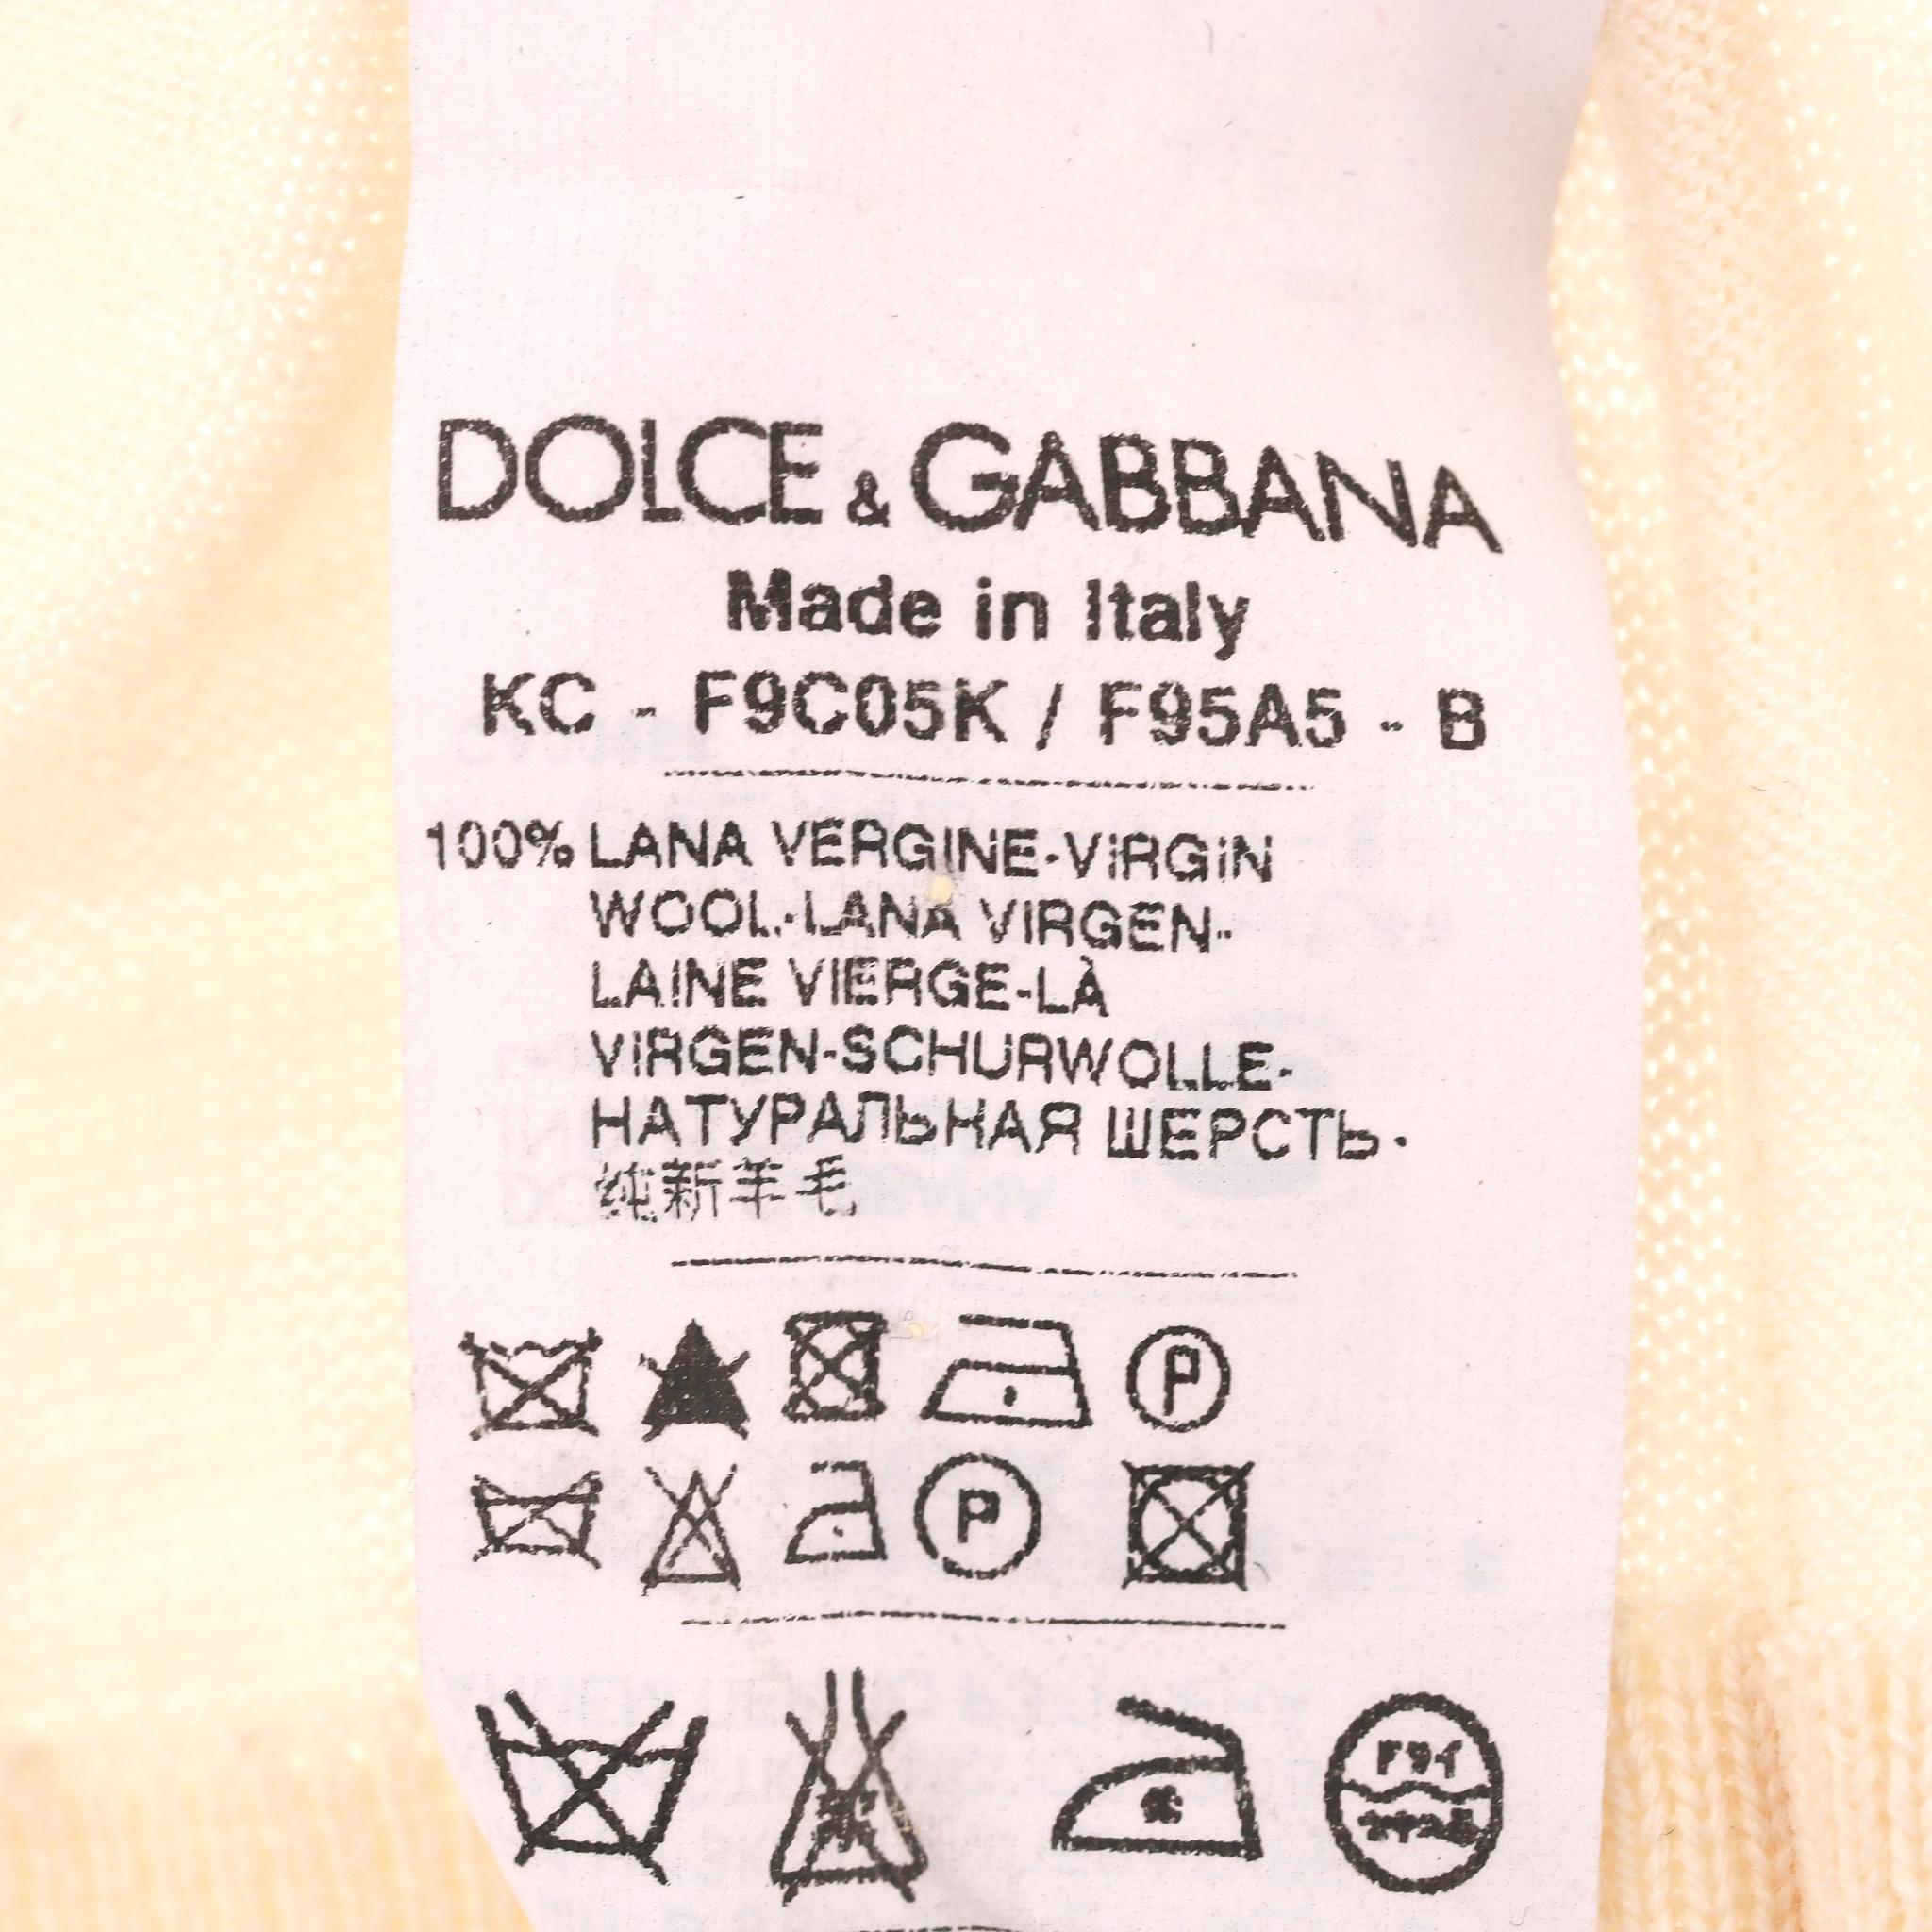 DOLCE & GABBANA
Made in Italy
KC - F9C05K / F95A5 - B
100% LANA VERGINE-VIRGIN
WOOL-LANA VIRGEN-
LAINE VIERGE-LÀ
VIRGEN-SCHURWOLLE-
НАТУРАЛЬНАЯ ШЕРСТЬ-
纯新羊毛
P
P